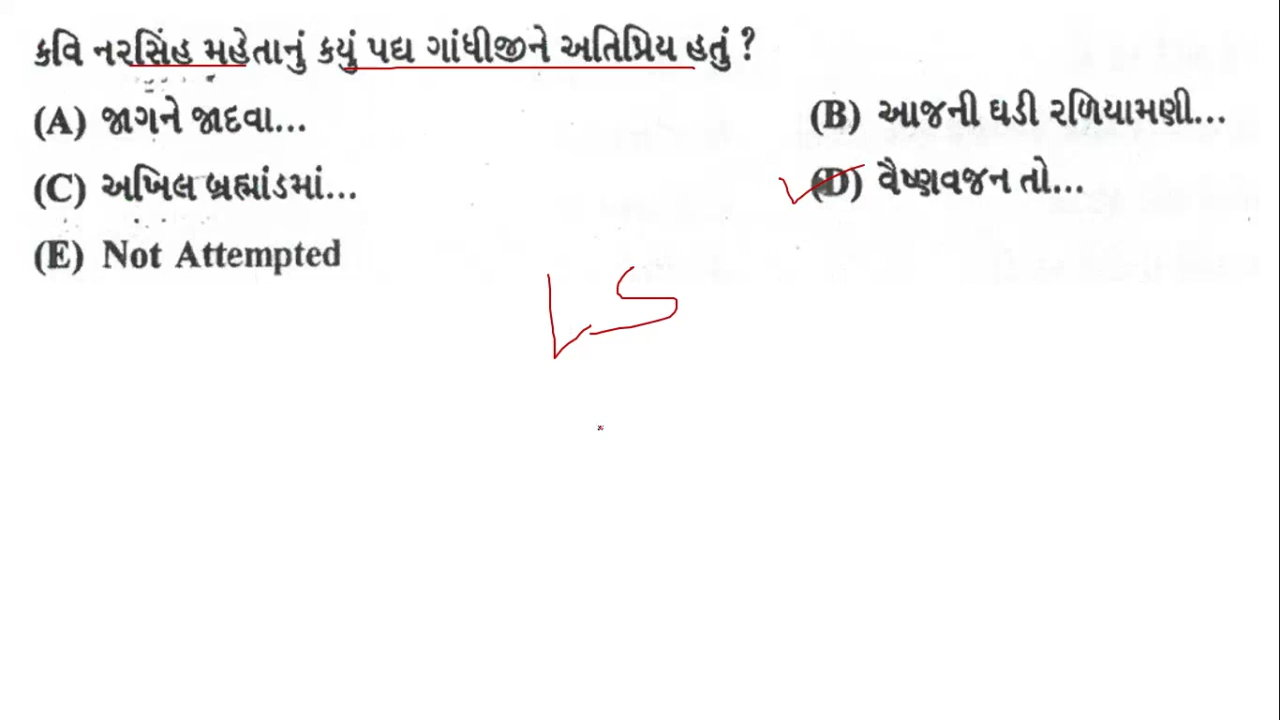 કવિ નરસિંહ મહેતાનું કયું પદ્ય ગાંધીજીને અતિપ્રિય હતું ?
(A) જાગને જાદવા... (B) આજની ઘડી રળિયામણી...
(C) અખિલ બ્રહ્માંડમાં... (D) વૈષ્ણવજન તો...
(E) Not Attempted